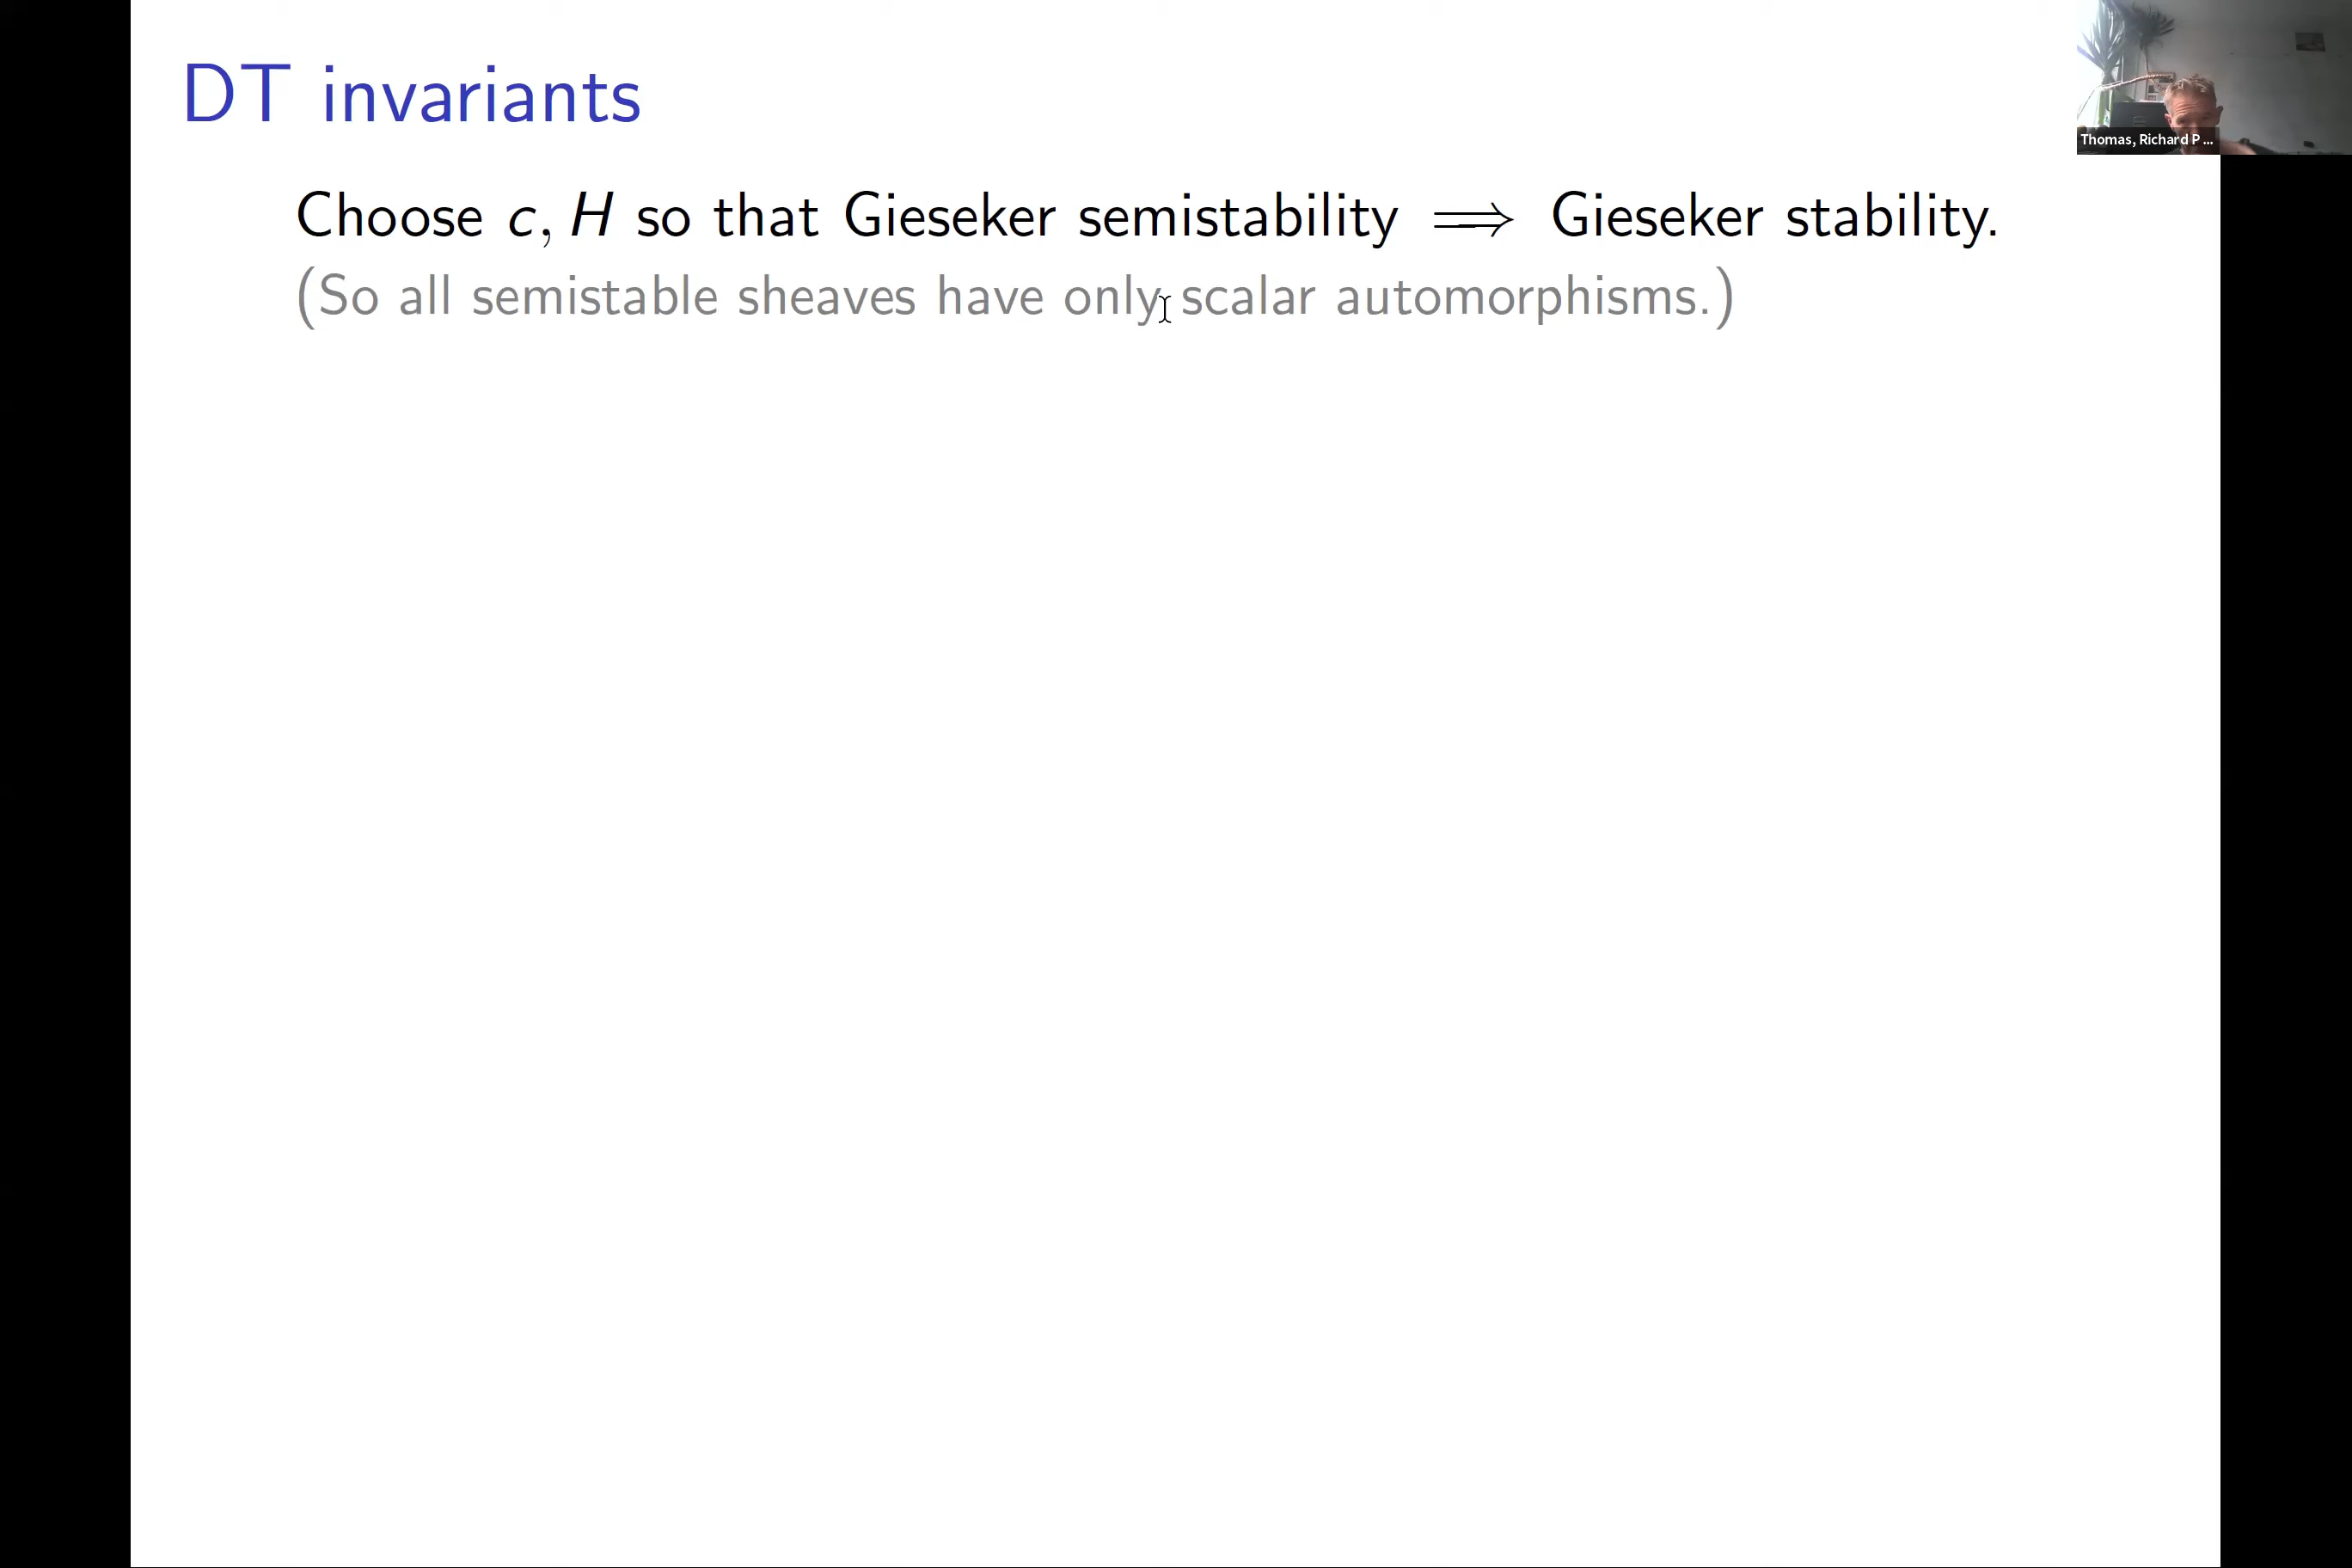 DT invariants
Thomas, Richard P ...
Choose c, H so that Gieseker semistability ⟹ Gieseker stability.
(So all semistable sheaves have only scalar automorphisms.)